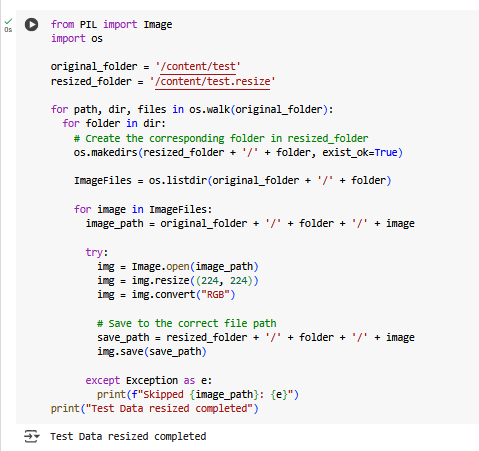 0s
from PIL import Image
import os

original_folder = '/content/test'
resized_folder = '/content/test.resize'

for path, dir, files in os.walk(original_folder):
  for folder in dir:
    # Create the corresponding folder in resized_folder
    os.makedirs(resized_folder + '/' + folder, exist_ok=True)

    ImageFiles = os.listdir(original_folder + '/' + folder)

    for image in ImageFiles:
      image_path = original_folder + '/' + folder + '/' + image

      try:
        img = Image.open(image_path)
        img = img.resize((224, 224))
        img = img.convert("RGB")

        # Save to the correct file path
        save_path = resized_folder + '/' + folder + '/' + image
        img.save(save_path)

      except Exception as e:
        print(f"Skipped {image_path}: {e}")
print("Test Data resized completed")
Test Data resized completed